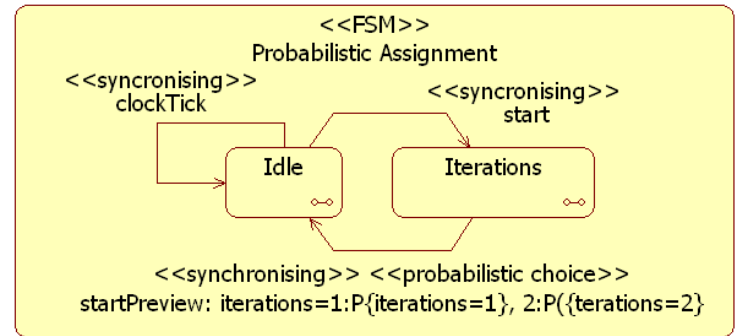 <<FSM>>
Probabilistic Assignment
<<syncronising>>
clockTick
<<syncronising>>
start
Idle
Iterations
<<synchronising>> <<probabilistic choice>>
startPreview: iterations=1:P{iterations=1}, 2:P({terations=2}